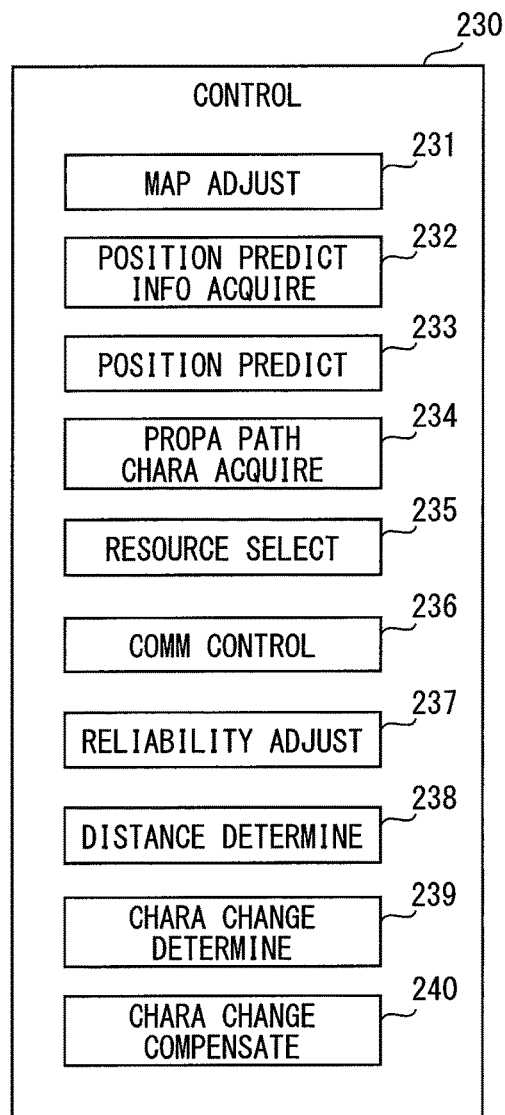 230
CONTROL
231
MAP ADJUST
232
POSITION PREDICT
INFO ACQUIRE
233
POSITION PREDICT
234
PROPA PATH
CHARA ACQUIRE
235
RESOURCE SELECT
236
COMM CONTROL
237
RELIABILITY ADJUST
238
DISTANCE DETERMINE
239
CHARA CHANGE
DETERMINE
240
CHARA CHANGE
COMPENSATE